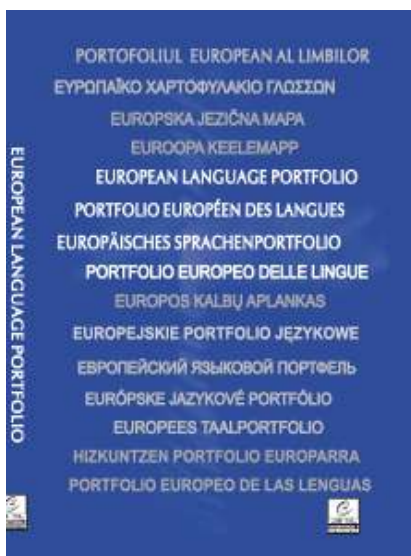 PORTOFOLIUL EUROPEAN AL LIMBILOR
ΕΥΡΩΠΑΪΚΟ ΧΑΡΤΟΦΥΛΑΚΙΟ ΓΛΩΣΣΩΝ
EUROPSKA JEZIČNA MAPA
EUROOPA KEELEMAPP
EUROPEAN LANGUAGE PORTFOLIO
PORTFOLIO EUROPÉEN DES LANGUES
EUROPÄISCHES SPRACHENPORTFOLIO
PORTFOLIO EUROPEO DELLE LINGUE
EUROPOS KALBŲ APLANKAS
EUROPEJSKIE PORTFOLIO JĘZYKOWE
ЕВРОПЕЙСКИЙ ЯЗЫКОВОЙ ПОРТФЕЛЬ
EURÓPSKE JAZYKOVÉ PORTFÓLIO
EUROPEES TAALPORTFOLIO
HIZKUNTZEN PORTFOLIO EUROPARRA
PORTFOLIO EUROPEO DE LAS LENGUAS
EUROPEAN LANGUAGE PORTFOLIO